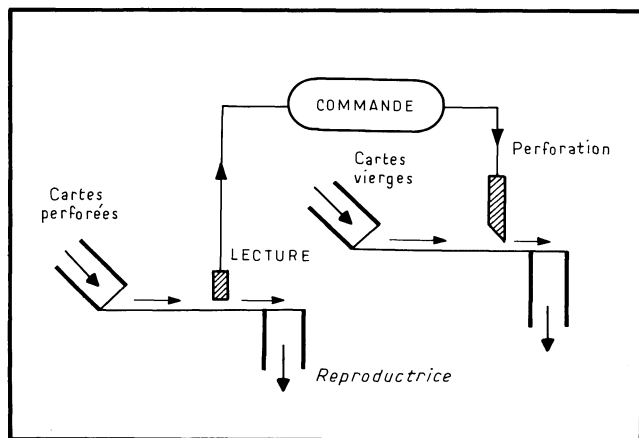 COMMANDE
Perforation
Cartes
vierges
Cartes
perforées
LECTURE
Reproductrice